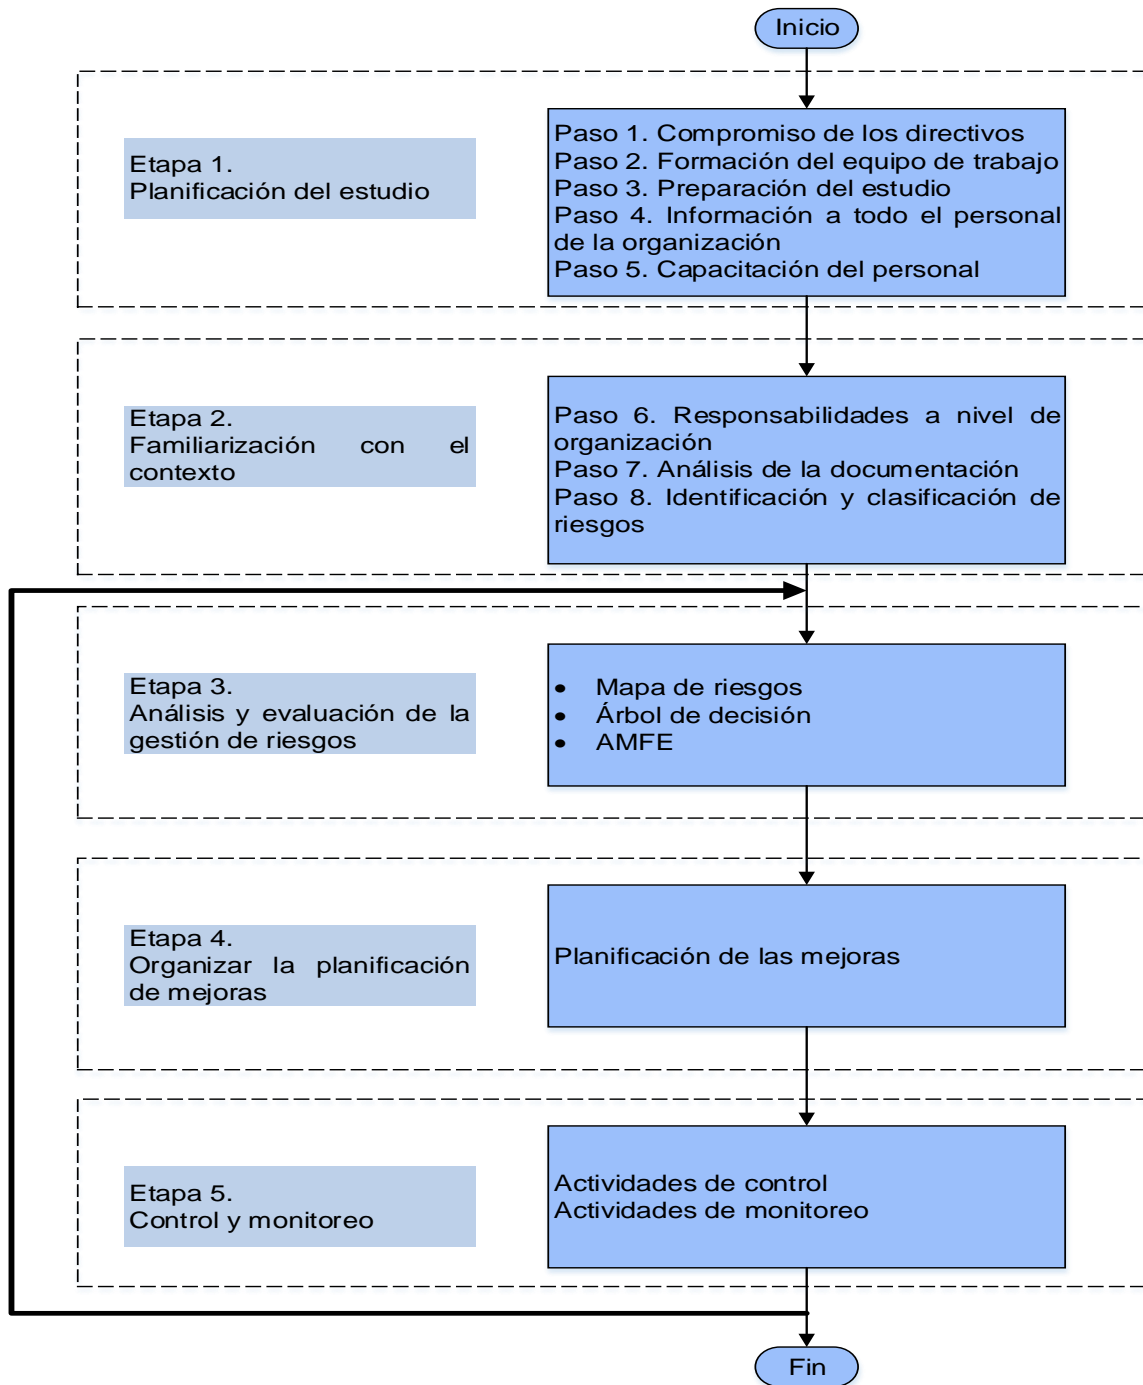 Inicio
Etapa 1.
Planificación del estudio
Paso 1. Compromiso de los directivos
Paso 2. Formación del equipo de trabajo
Paso 3. Preparación del estudio
Paso 4. Información a todo el personal
de la organización
Paso 5. Capacitación del personal
Etapa 2.
Familiarización con el
contexto
Paso 6. Responsabilidades a nivel de
organización
Paso 7. Análisis de la documentación
Paso 8. Identificación y clasificación de
riesgos
Etapa 3.
Análisis y evaluación de la
gestión de riesgos
• Mapa de riesgos
• Árbol de decisión
• AMFE
Etapa 4.
Organizar la planificación
de mejoras
Planificación de las mejoras
Etapa 5.
Control y monitoreo
Actividades de control
Actividades de monitoreo
Fin